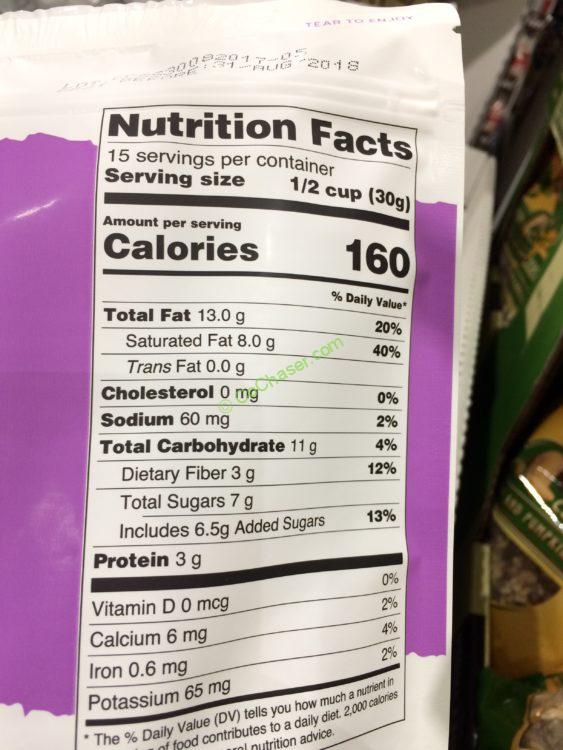 TEAR TO ENJOY
31-AUG 2018
Nutrition Facts
15 servings per container
Serving size 1/2 cup (30g)
Amount per serving
Calories 160
% Daily Value*
Total Fat 13.0 g 20%
Saturated Fat 8.0 g 40%
Trans Fat 0.0 g
Cholesterol 0 mg 0%
Sodium 60 mg 2%
Total Carbohydrate 11 g 4%
Dietary Fiber 3 g 12%
Total Sugars 7 g
Includes 6.5g Added Sugars 13%
Protein 3 g
Vitamin D 0 mcg 0%
Calcium 6 mg 2%
Iron 0.6 mg 4%
Potassium 65 mg 2%
* The % Daily Value (DV) tells you how much a nutrient in
of food contributes to a daily diet. 2,000 calories
nutrition advice.
AND PUMPKIN